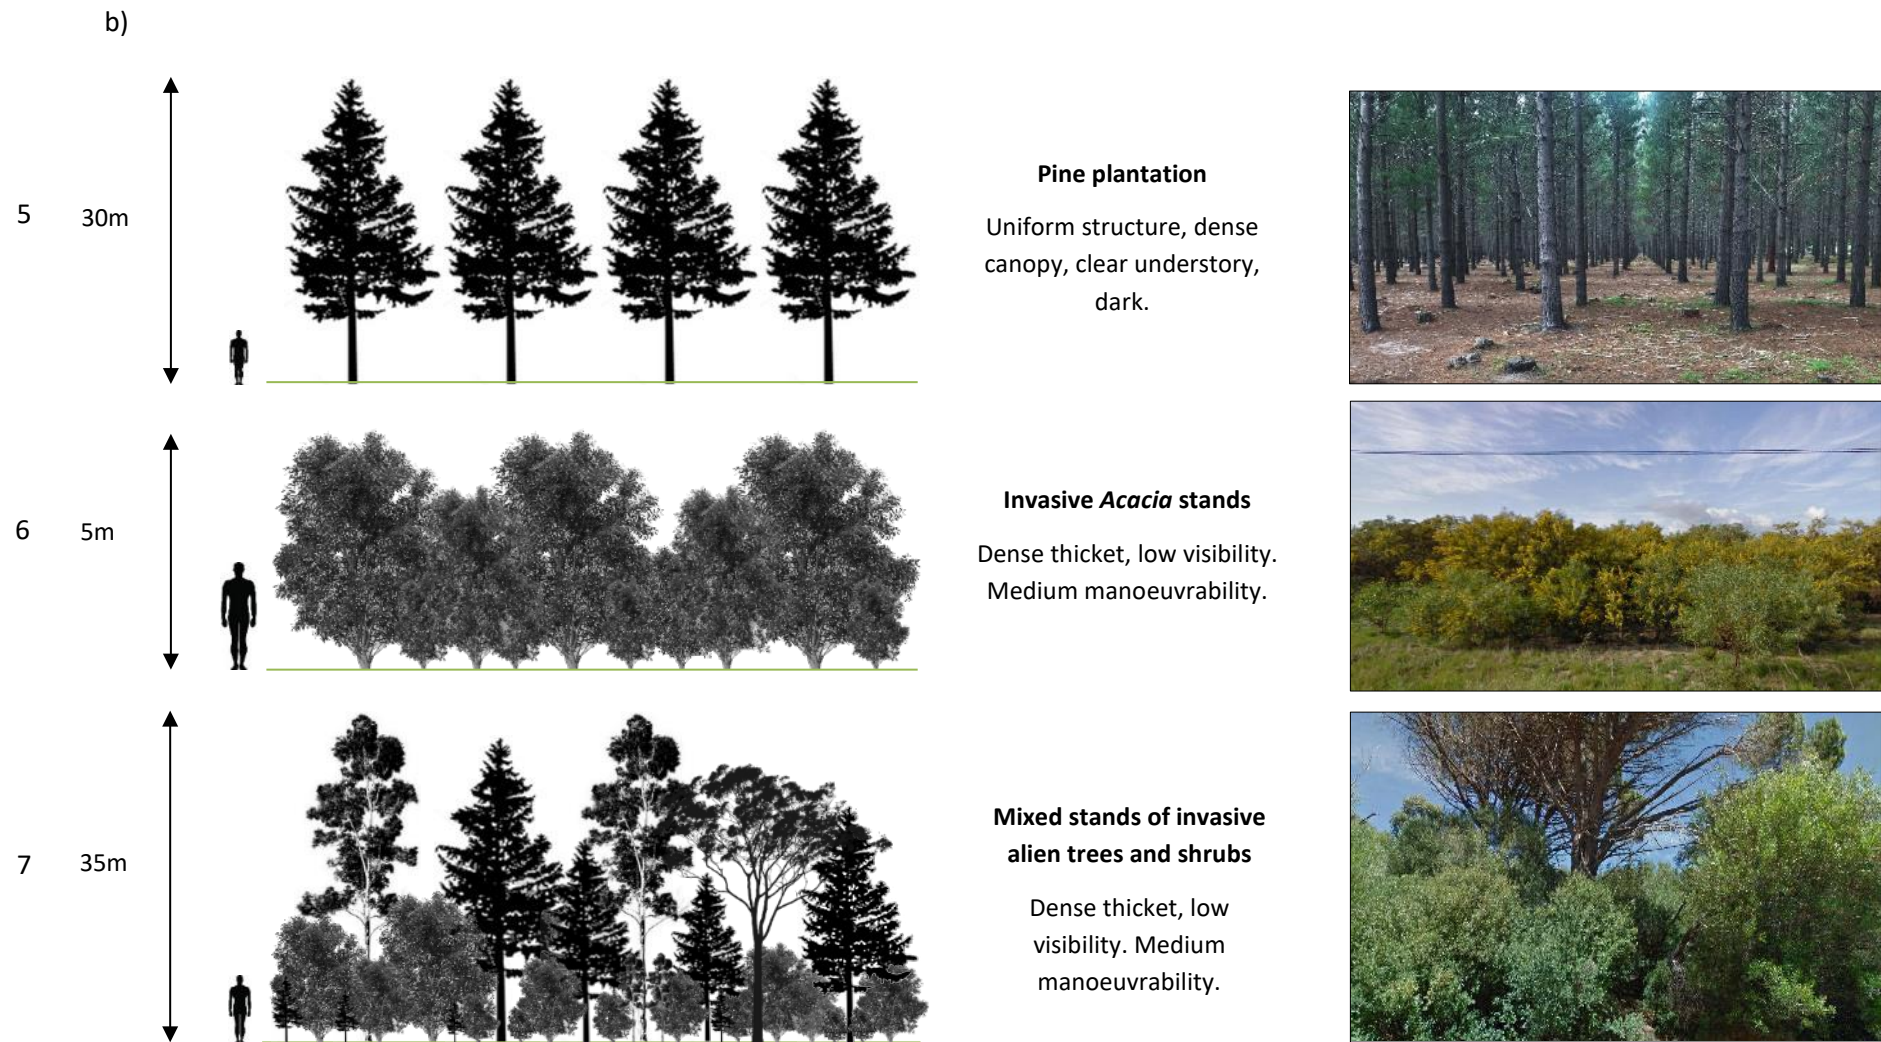 b)
5
30m
Pine plantation
Uniform structure, dense
canopy, clear understory,
dark.
6
5m
Invasive Acacia stands
Dense thicket, low visibility.
Medium manoeuvrability.
7
35m
Mixed stands of invasive
alien trees and shrubs
Dense thicket, low
visibility. Medium
manoeuvrability.